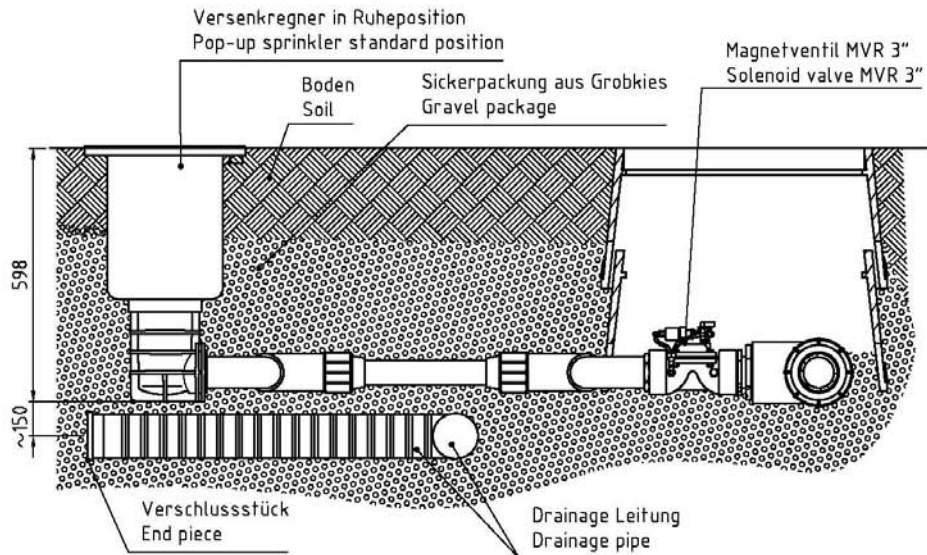 Versenkregner in Ruheposition
Pop-up sprinkler standard position
Magnetventil MVR 3"
Solenoid valve MVR 3"
Boden
Soil
Sickerpackung aus Grobkies
Gravel package
598
~150
Verschlussstück
End piece
Drainage Leitung
Drainage pipe